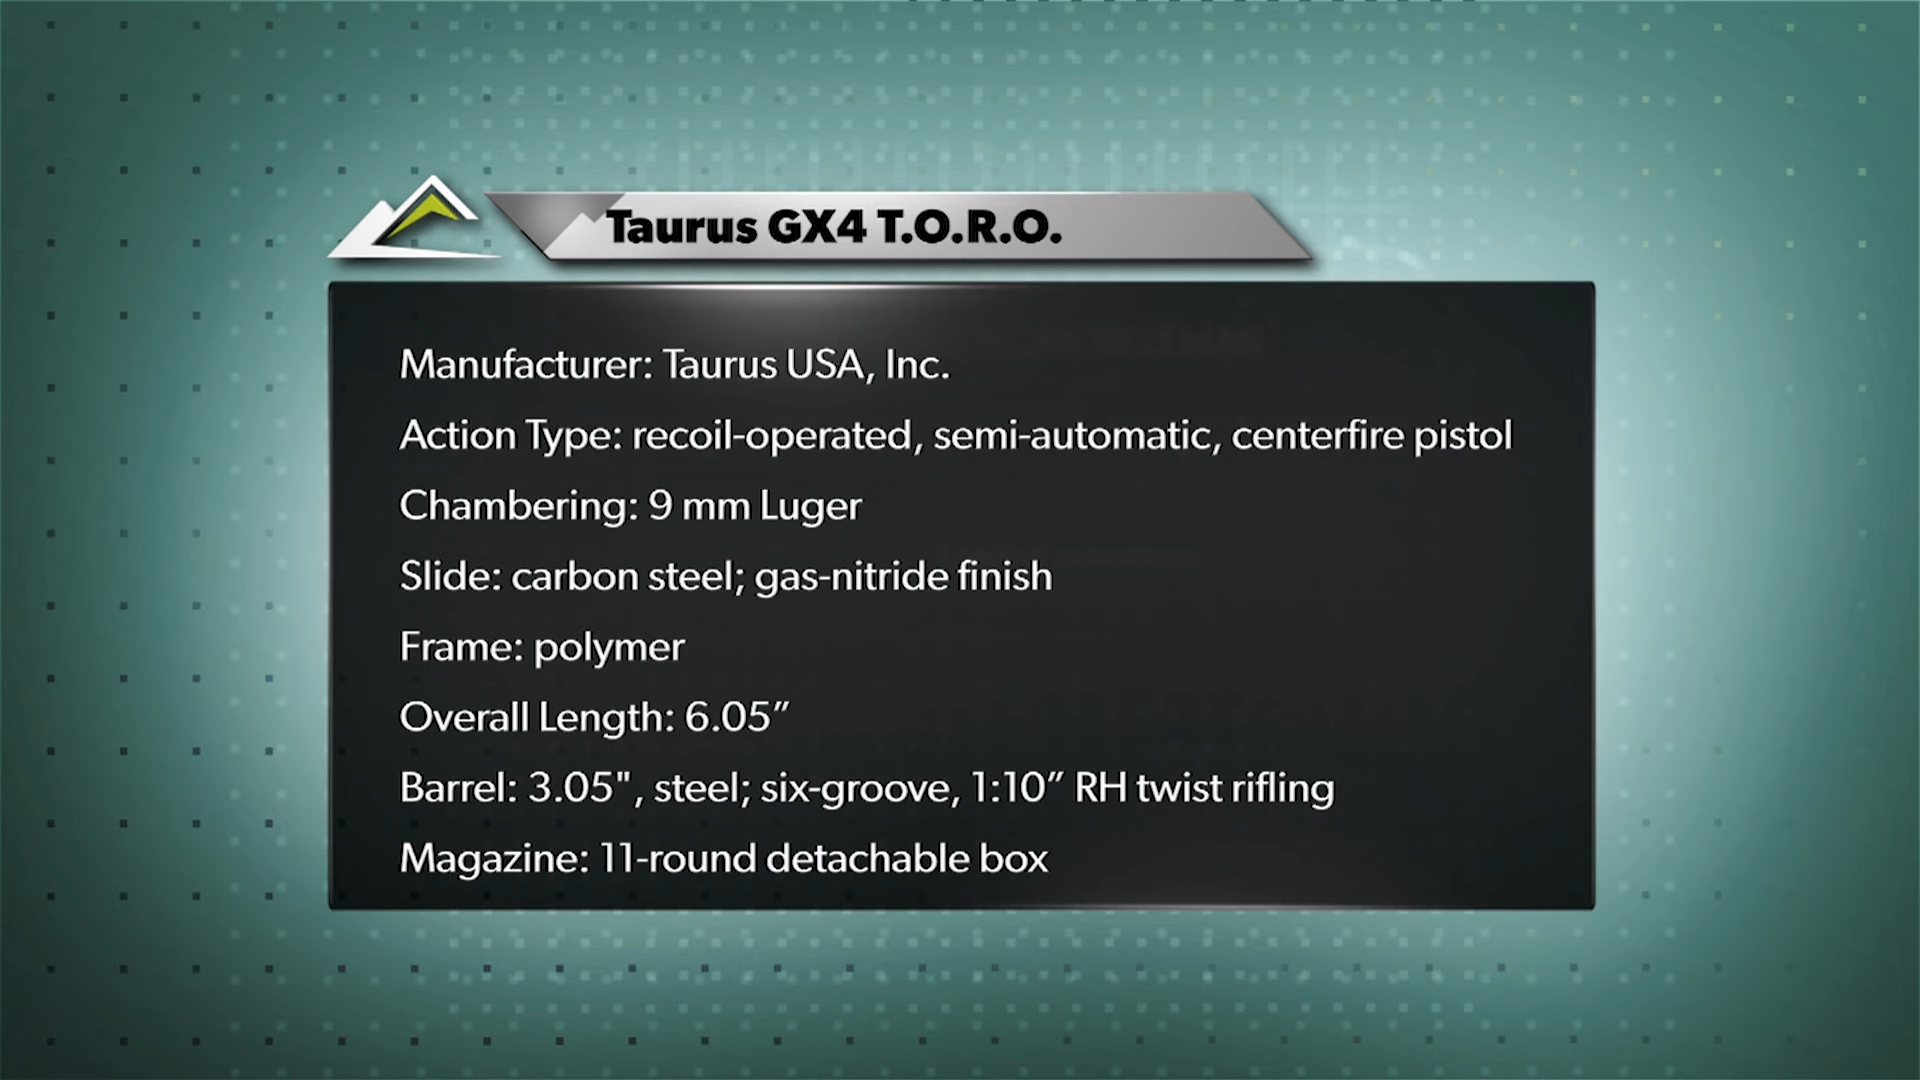 Taurus GX4 T.O.R.O.
Manufacturer: Taurus USA, Inc.
Action Type: recoil-operated, semi-automatic, centerfire pistol
Chambering: 9 mm Luger
Slide: carbon steel; gas-nitride finish
Frame: polymer
Overall Length: 6.05”
Barrel: 3.05", steel; six-groove, 1:10” RH twist rifling
Magazine: 11-round detachable box